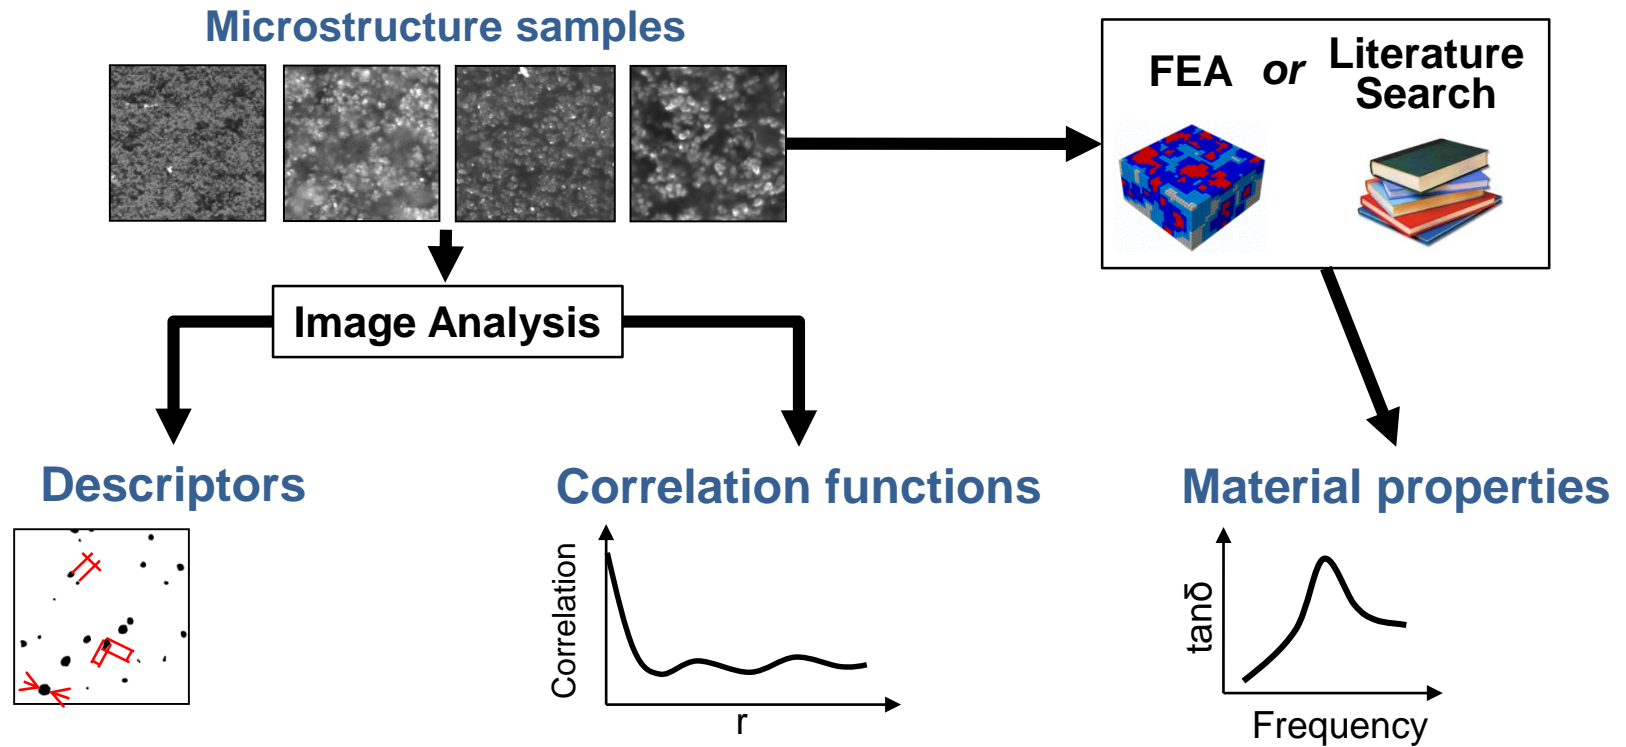 Microstructure samples
FEA or Literature
Search
Image Analysis
Descriptors
Correlation functions
Material properties
Correlation
r
tanδ
Frequency